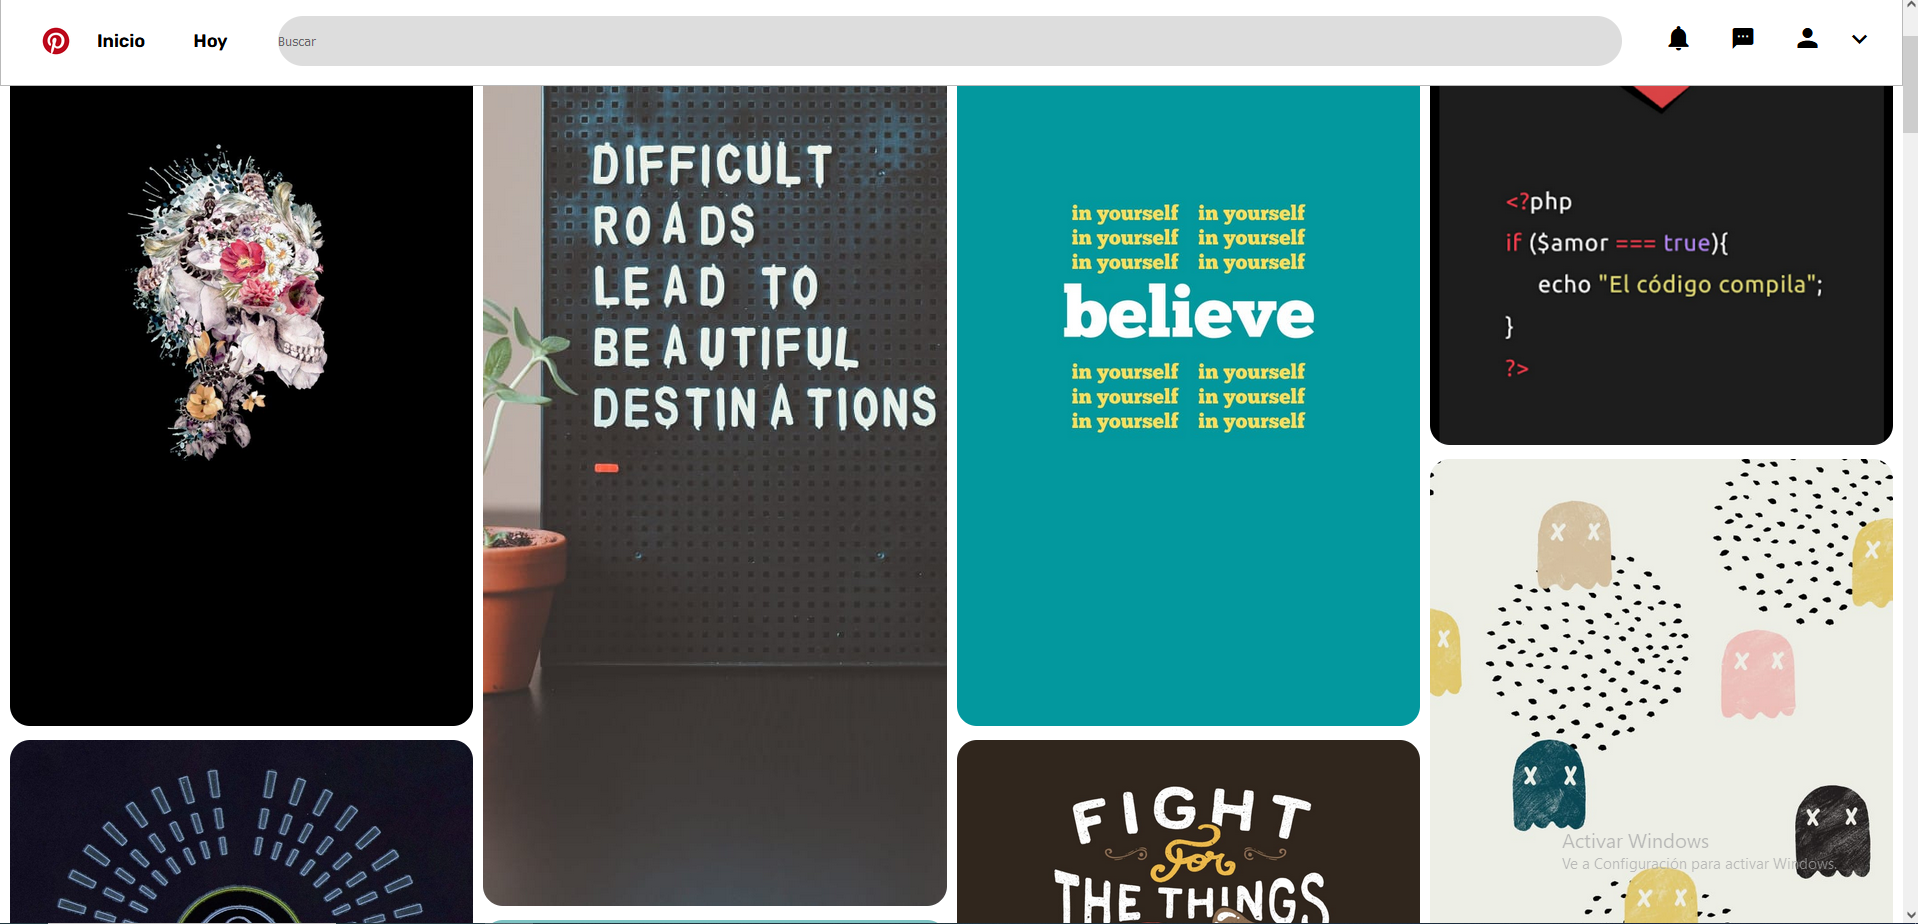 Inicio
Hoy
Buscar
DIFFICULT
ROADS
LEAD TO
BEAUTIFUL
DESTINATIONS
in yourself in yourself
in yourself in yourself
in yourself in yourself
believe
in yourself in yourself
in yourself in yourself
in yourself in yourself
<?php
if ($amor === true){
echo "El código compila";
}
?>
FIGHT
for
THE THINGS
Activar Windows
Ve a Configuración para activar Windows.